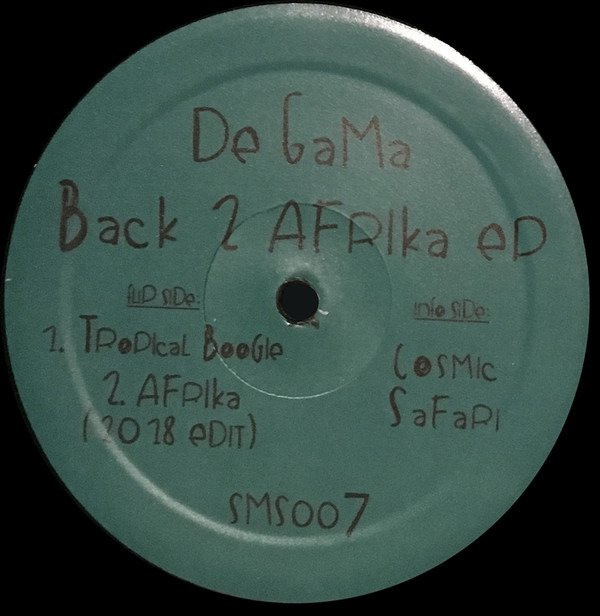 De GaMa
Back 2 AFRIka eP
FLIP SIDe:
1. TRoPIcaL BooGIe
2. AFRIka
(2018 eDIT)
InFo SIDe:
CoSMIc
SaFaRI
SMS007